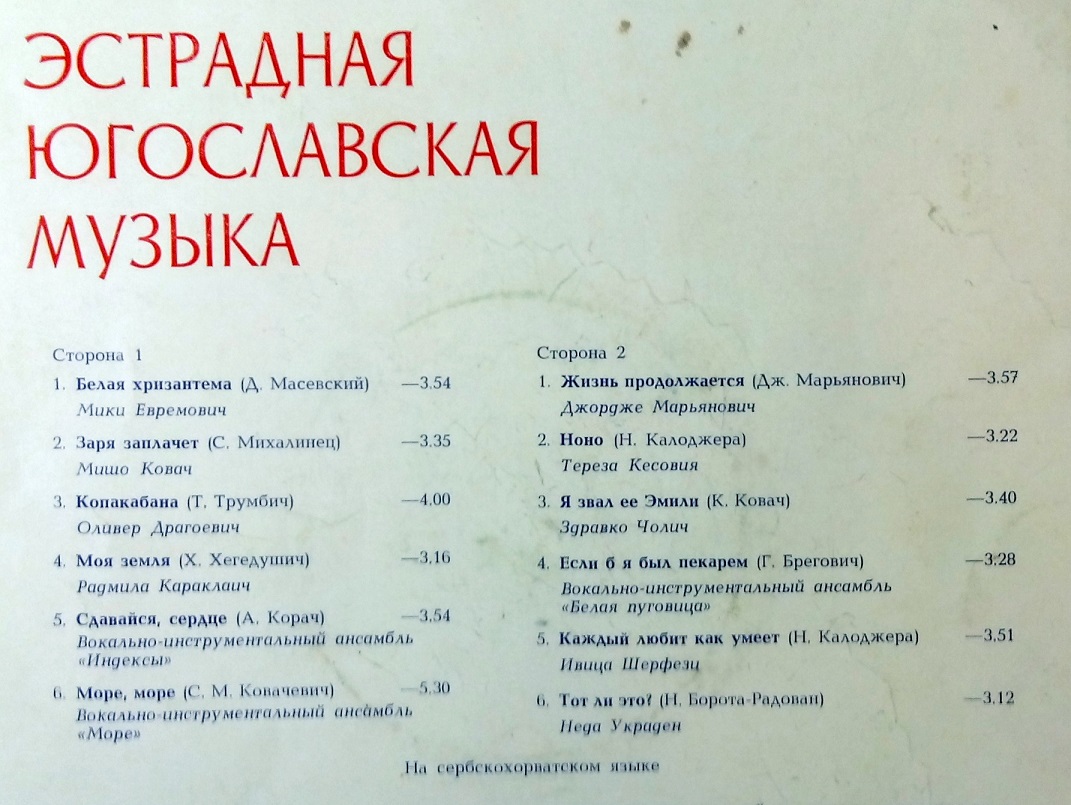 ЭСТРАДНАЯ
ЮГОСЛАВСКАЯ
МУЗЫКА
Сторона 1
1. Белая хризантема (Д. Масевский) —3.54
Мики Евремович
2. Заря заплачет (С. Михалинец) —3.35
Мишо Ковач
3. Копакабана (Т. Трумбич) —4.00
Оливер Драгоевич
4. Моя земля (Х. Хегедушич) —3.16
Радмила Караклаич
5. Сдавайся, сердце (А. Корач) —3.54
Вокально-инструментальный ансамбль
«Индексы»
6. Море, море (С. М. Ковачевич) —5.30
Вокально-инструментальный ансамбль
«Море»
Сторона 2
1. Жизнь продолжается (Дж. Марьянович) —3.57
Джордже Марьянович
2. Ноно (Н. Калоджера) —3.22
Тереза Кесовия
3. Я звал ее Эмили (К. Ковач) —3.40
Здравко Чолич
4. Если б я был пекарем (Г. Брегович) —3.28
Вокально-инструментальный ансамбль
«Белая пуговица»
5. Каждый любит как умеет (Н. Калоджера) —3.51
Ивица Шерфези
6. Тот ли это? (Н. Борота-Радован) —3.12
Неда Украден
На сербскохорватском языке